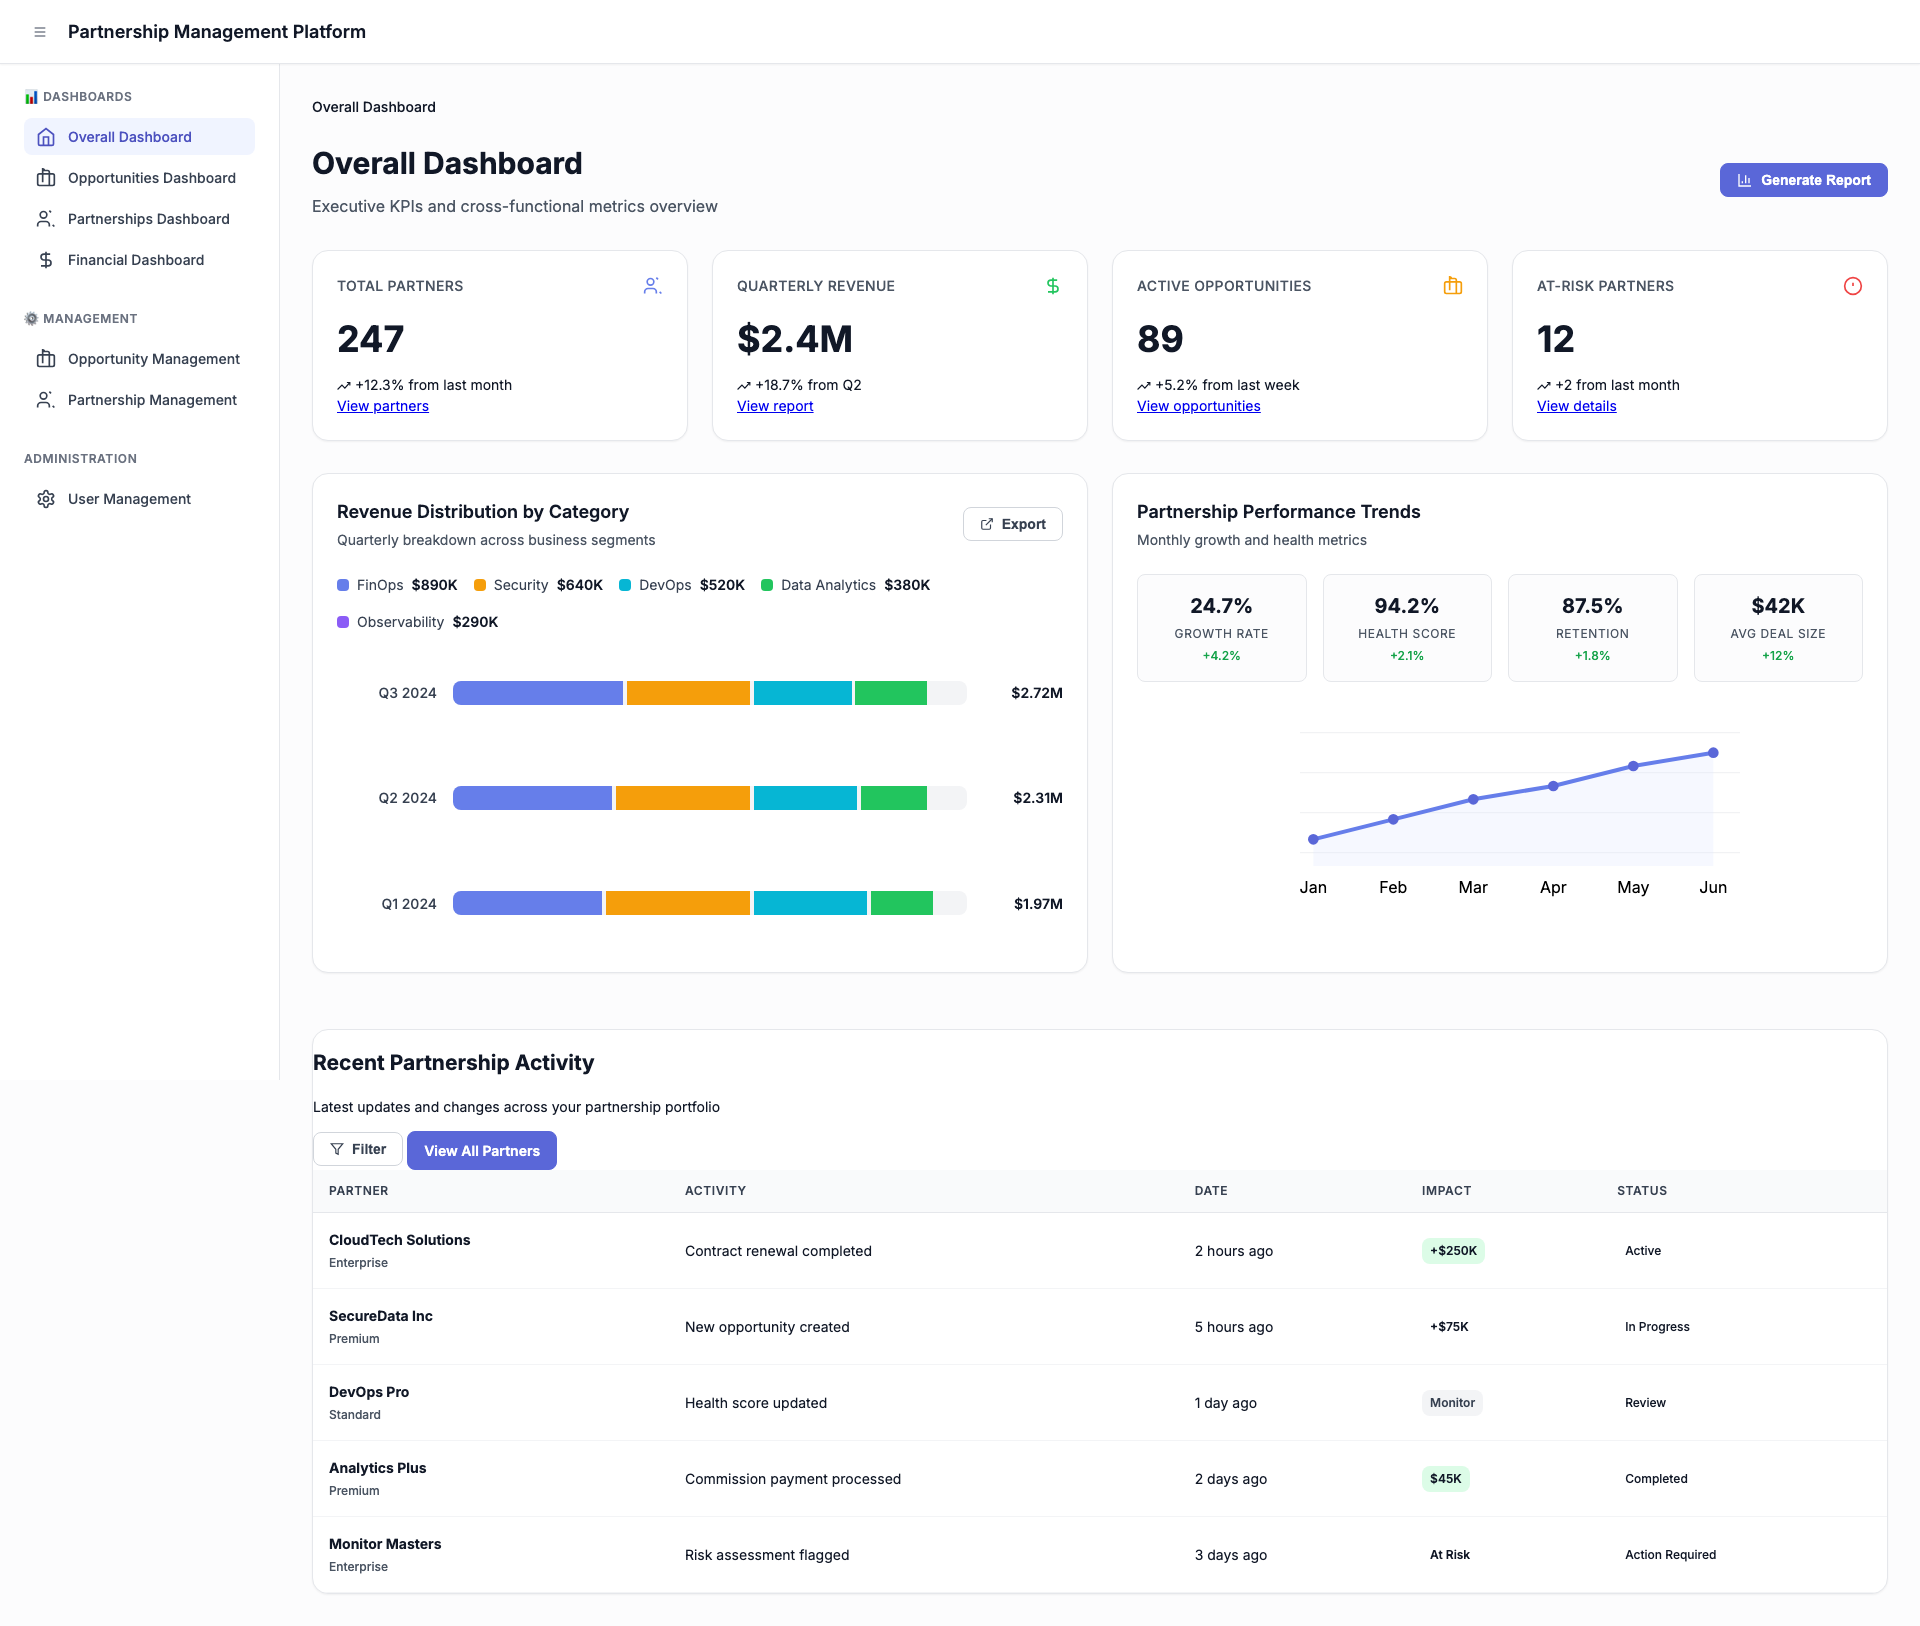 Partnership Management Platform
DASHBOARDS
Overall Dashboard
Opportunities Dashboard
Partnerships Dashboard
Financial Dashboard
MANAGEMENT
Opportunity Management
Partnership Management
ADMINISTRATION
User Management
Overall Dashboard
Overall Dashboard
Executive KPIs and cross-functional metrics overview
Generate Report
TOTAL PARTNERS
247
+12.3% from last month
View partners
QUARTERLY REVENUE
$2.4M
+18.7% from Q2
View report
ACTIVE OPPORTUNITIES
89
+5.2% from last week
View opportunities
AT-RISK PARTNERS
12
+2 from last month
View details
Revenue Distribution by Category
Quarterly breakdown across business segments
Export
FinOps $890K Security $640K DevOps $520K Data Analytics $380K
Observability $290K
Q3 2024 $2.72M
Q2 2024 $2.31M
Q1 2024 $1.97M
Partnership Performance Trends
Monthly growth and health metrics
24.7%
GROWTH RATE
+4.2%
94.2%
HEALTH SCORE
+2.1%
87.5%
RETENTION
+1.8%
$42K
AVG DEAL SIZE
+12%
Jan Feb Mar Apr May Jun
Recent Partnership Activity
Latest updates and changes across your partnership portfolio
Filter View All Partners
PARTNER ACTIVITY DATE IMPACT STATUS
CloudTech Solutions
Enterprise
Contract renewal completed 2 hours ago +$250K Active
SecureData Inc
Premium
New opportunity created 5 hours ago +$75K In Progress
DevOps Pro
Standard
Health score updated 1 day ago Monitor Review
Analytics Plus
Premium
Commission payment processed 2 days ago $45K Completed
Monitor Masters
Enterprise
Risk assessment flagged 3 days ago At Risk Action Required